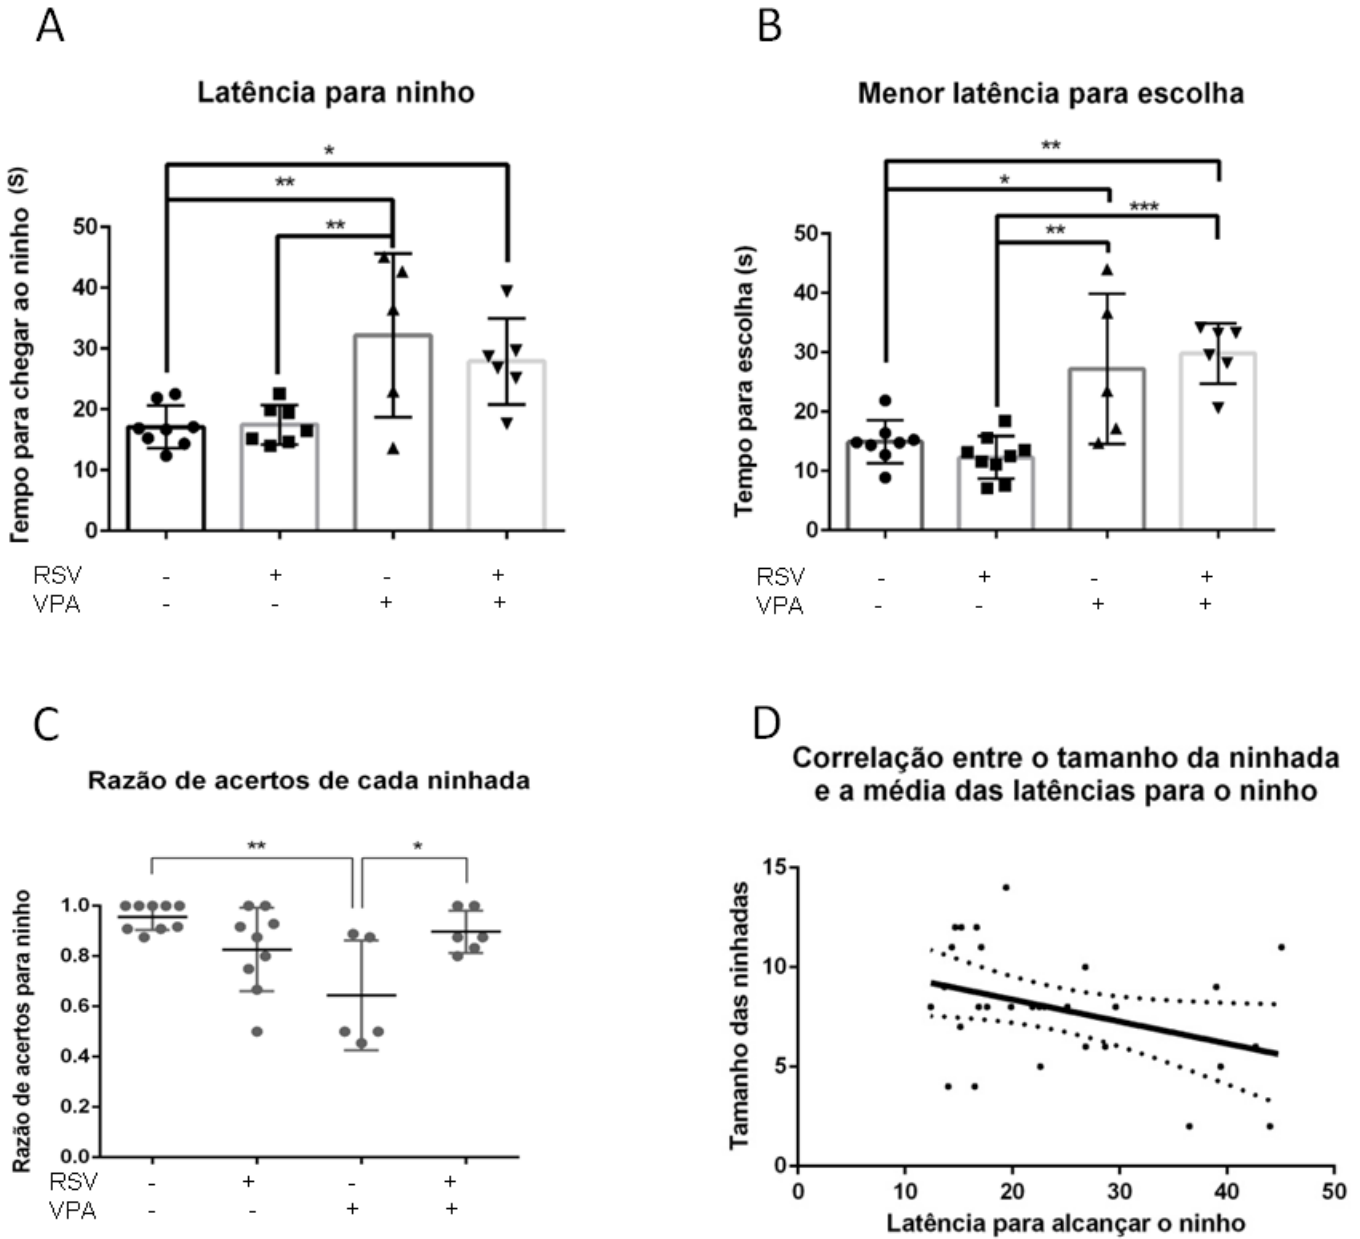 A
Latência para ninho
Tempo para chegar ao ninho (S)
50
40
30
20
10
0
*
**
**
RSV - + - +
VPA - - + +
B
Menor latência para escolha
Tempo para escolha (s)
50
40
30
20
10
0
**
*
***
**
RSV - + - +
VPA - - + +
C
Razão de acertos de cada ninhada
Razão de acertos para ninho
1.0
0.8
0.6
0.4
0.2
0.0
**
*
RSV - + - +
VPA - - + +
D
Correlação entre o tamanho da ninhada
e a média das latências para o ninho
Tamanho das ninhadas
15
10
5
0
0 10 20 30 40 50
Latência para alcançar o ninho